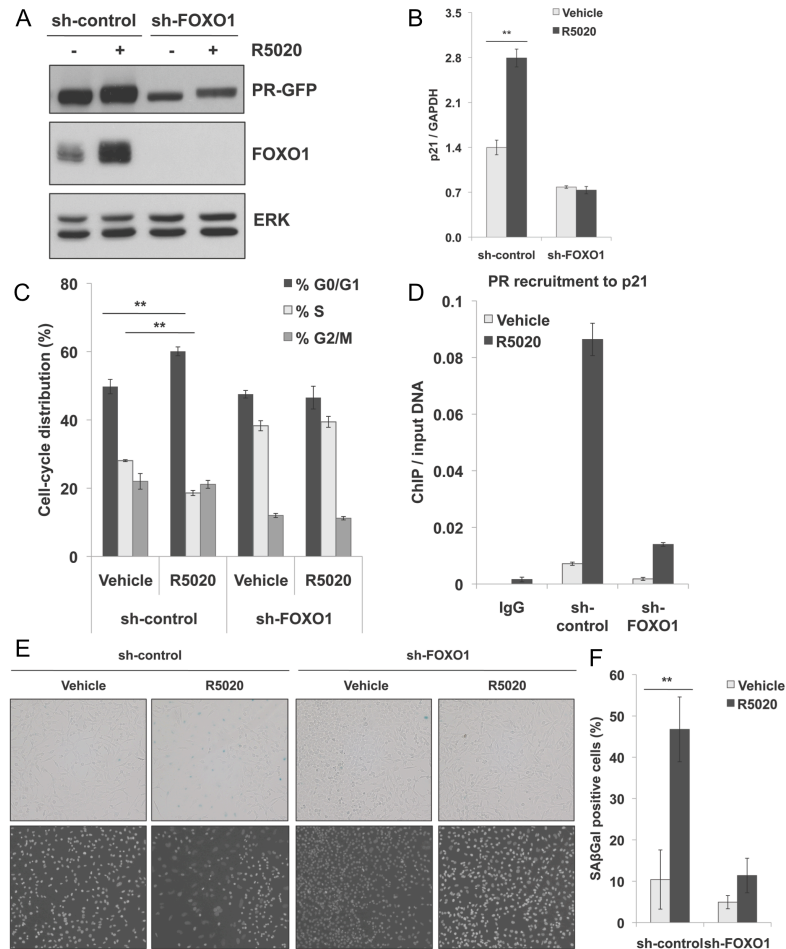 A
sh-control sh-FOXO1
- + - + R5020
PR-GFP
FOXO1
ERK
B
Vehicle
R5020
**
p21 / GAPDH
3.5
2.8
2.1
1.4
0.7
0.0
sh-control sh-FOXO1
C
% G0/G1
% S
% G2/M
**
**
Cell-cycle distribution (%)
80
60
40
20
0
Vehicle R5020 Vehicle R5020
sh-control sh-FOXO1
D
PR recruitment to p21
Vehicle
R5020
ChIP / input DNA
0.1
0.08
0.06
0.04
0.02
0
IgG sh-control sh-FOXO1
E
sh-control sh-FOXO1
Vehicle R5020 Vehicle R5020
F
Vehicle
R5020
**
SAβGal positive cells (%)
60
50
40
30
20
10
0
sh-control sh-FOXO1